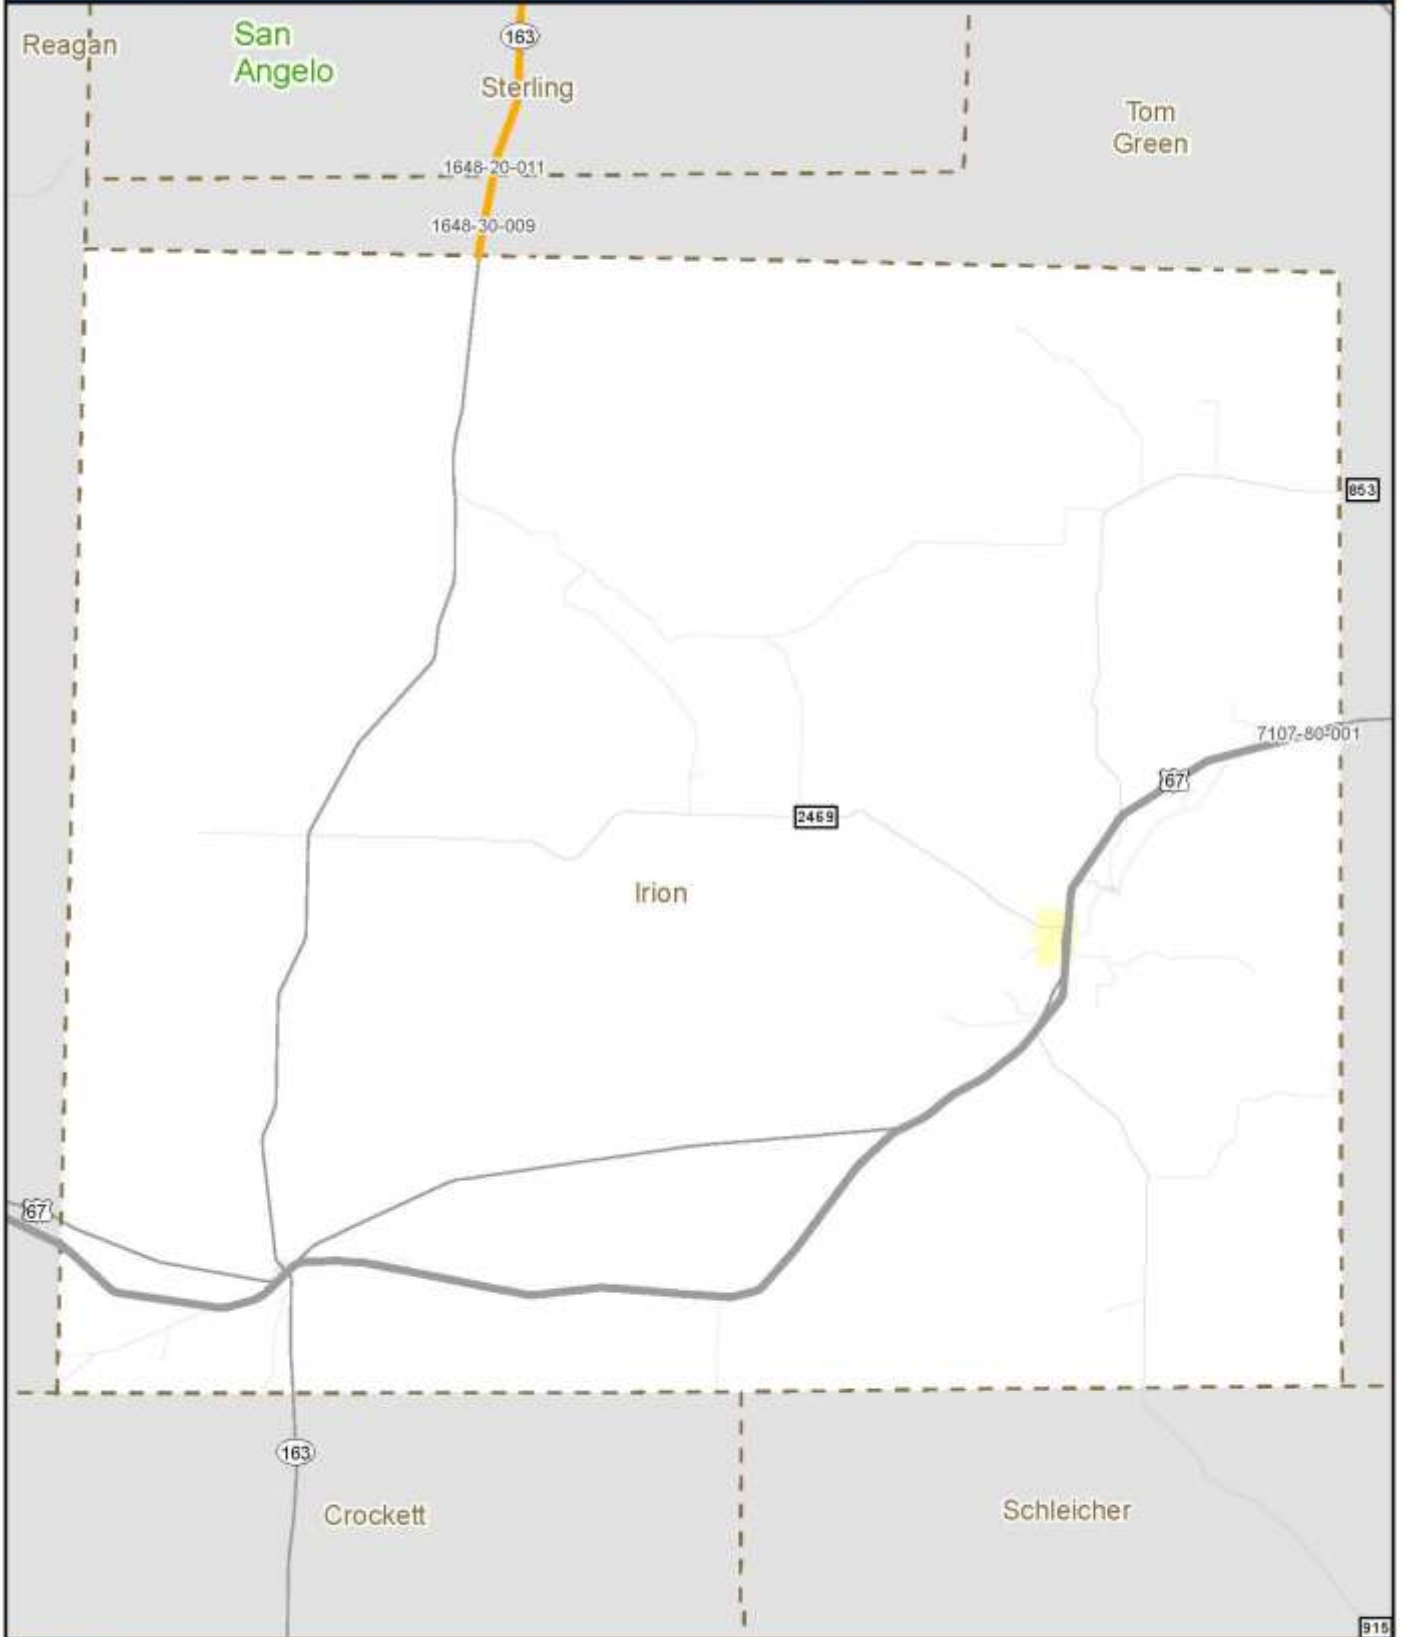 Reagan
San
Angelo
163
Sterling
Tom
Green
1648-20-011
1648-30-009
853
7107-80-001
67
2469
Irion
67
163
Crockett
Schleicher
915